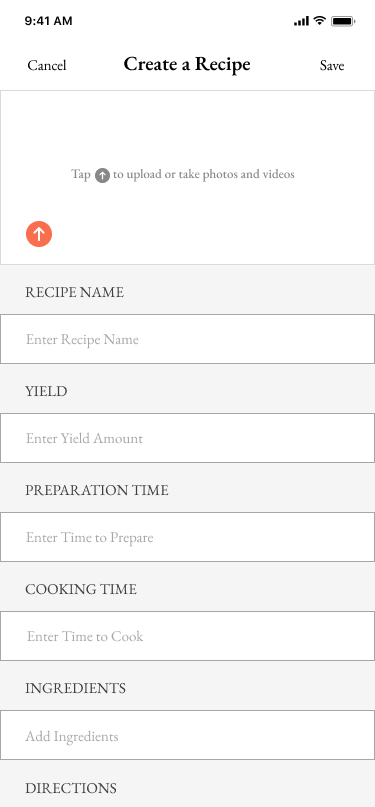 9:41 AM
Cancel Create a Recipe Save
Tap to upload or take photos and videos
RECIPE NAME
Enter Recipe Name
YIELD
Enter Yield Amount
PREPARATION TIME
Enter Time to Prepare
COOKING TIME
Enter Time to Cook
INGREDIENTS
Add Ingredients
DIRECTIONS